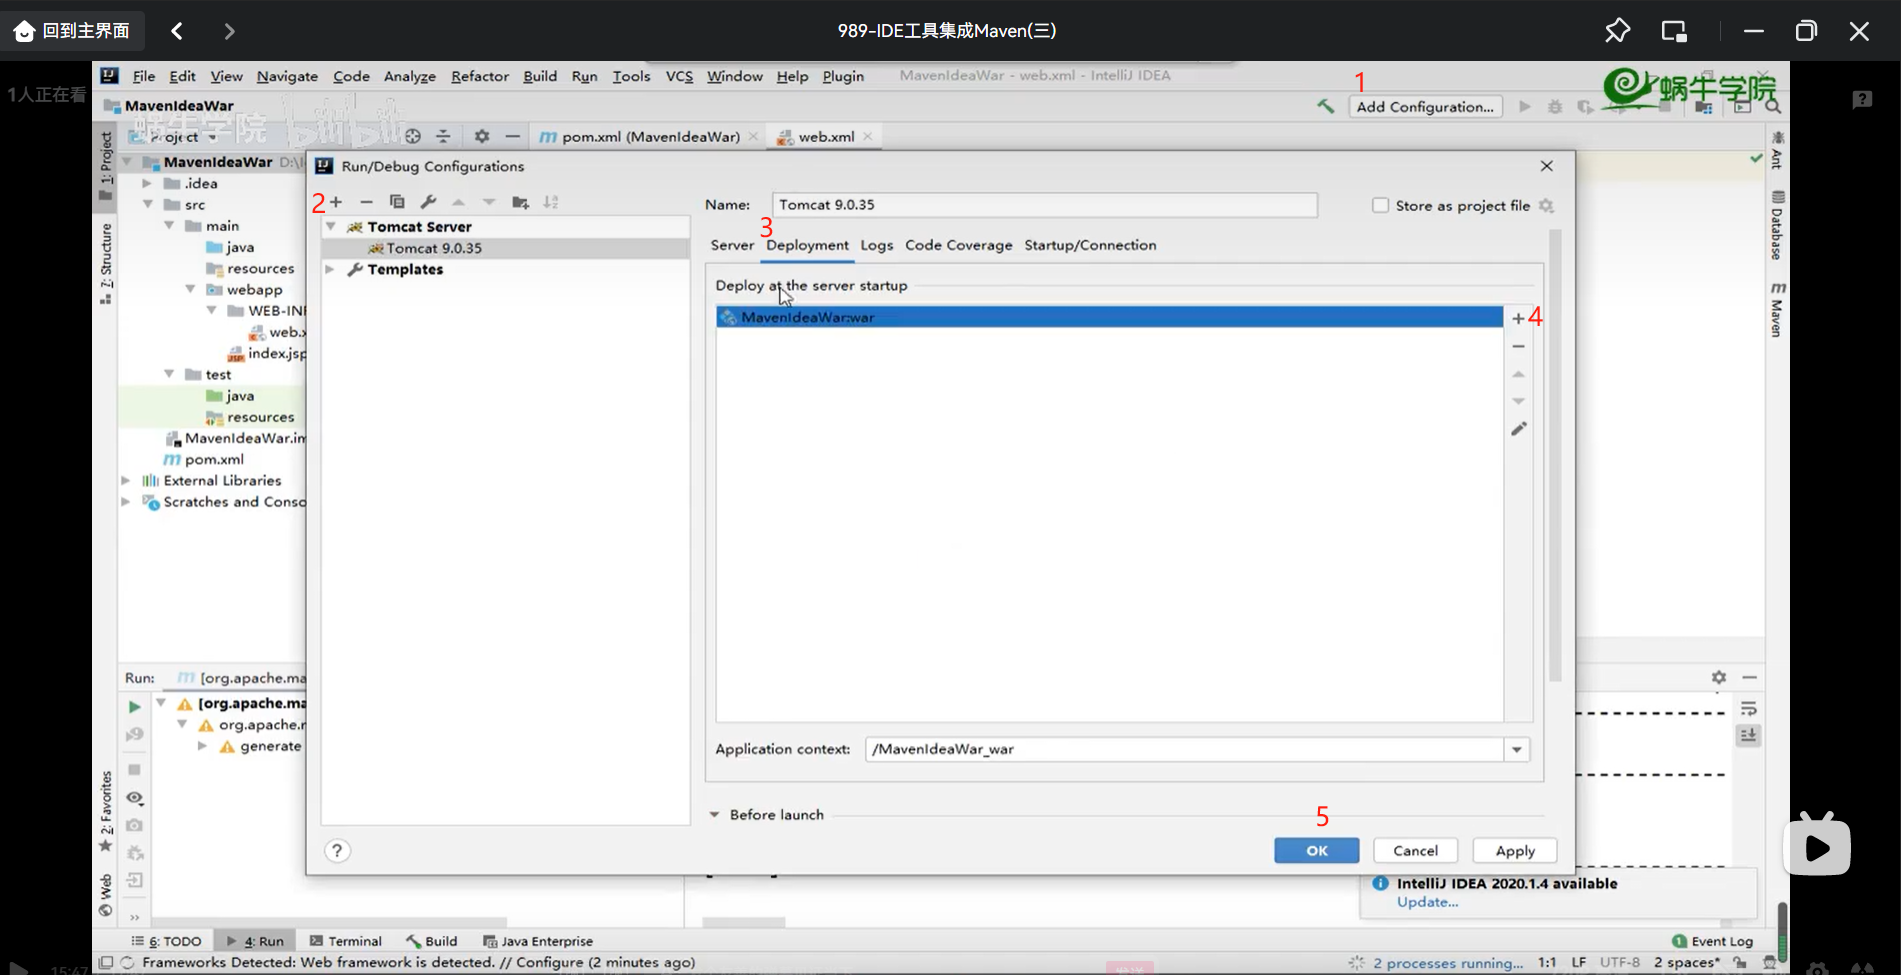 回到主界面
989-IDE工具集成Maven(三)
1人正在看
File Edit View Navigate Code Analyze Refactor Build Run Tools VCS Window Help Plugin
MavenIdeaWar - web.xml - IntelliJ IDEA
1
蜗牛学院
MavenIdeaWar
Add Configuration...
蜗牛学院 bilibili
Project
pom.xml (MavenIdeaWar)
web.xml
1: Project
MavenIdeaWar D:\
.idea
src
main
java
resources
webapp
WEB-INF
web.x
index.jsp
test
java
resources
MavenIdeaWar.im
pom.xml
External Libraries
Scratches and Conso
7: Structure
2: Favorites
Web
Run/Debug Configurations
2
Tomcat Server
Tomcat 9.0.35
Templates
Name: Tomcat 9.0.35
Store as project file
3
Server Deployment Logs Code Coverage Startup/Connection
Deploy at the server startup
MavenIdeaWar:war
4
Application context: /MavenIdeaWar_war
Before launch
5
?
OK Cancel Apply
Ant
Database
Maven
Run: [org.apache.ma
[org.apache.ma
org.apache.r
generate
IntelliJ IDEA 2020.1.4 available
Update...
6: TODO 4: Run Terminal Build Java Enterprise
1 Event Log
Frameworks Detected: Web framework is detected. // Configure (2 minutes ago)
2 processes running... 1:1 LF UTF-8 2 spaces*
15:47